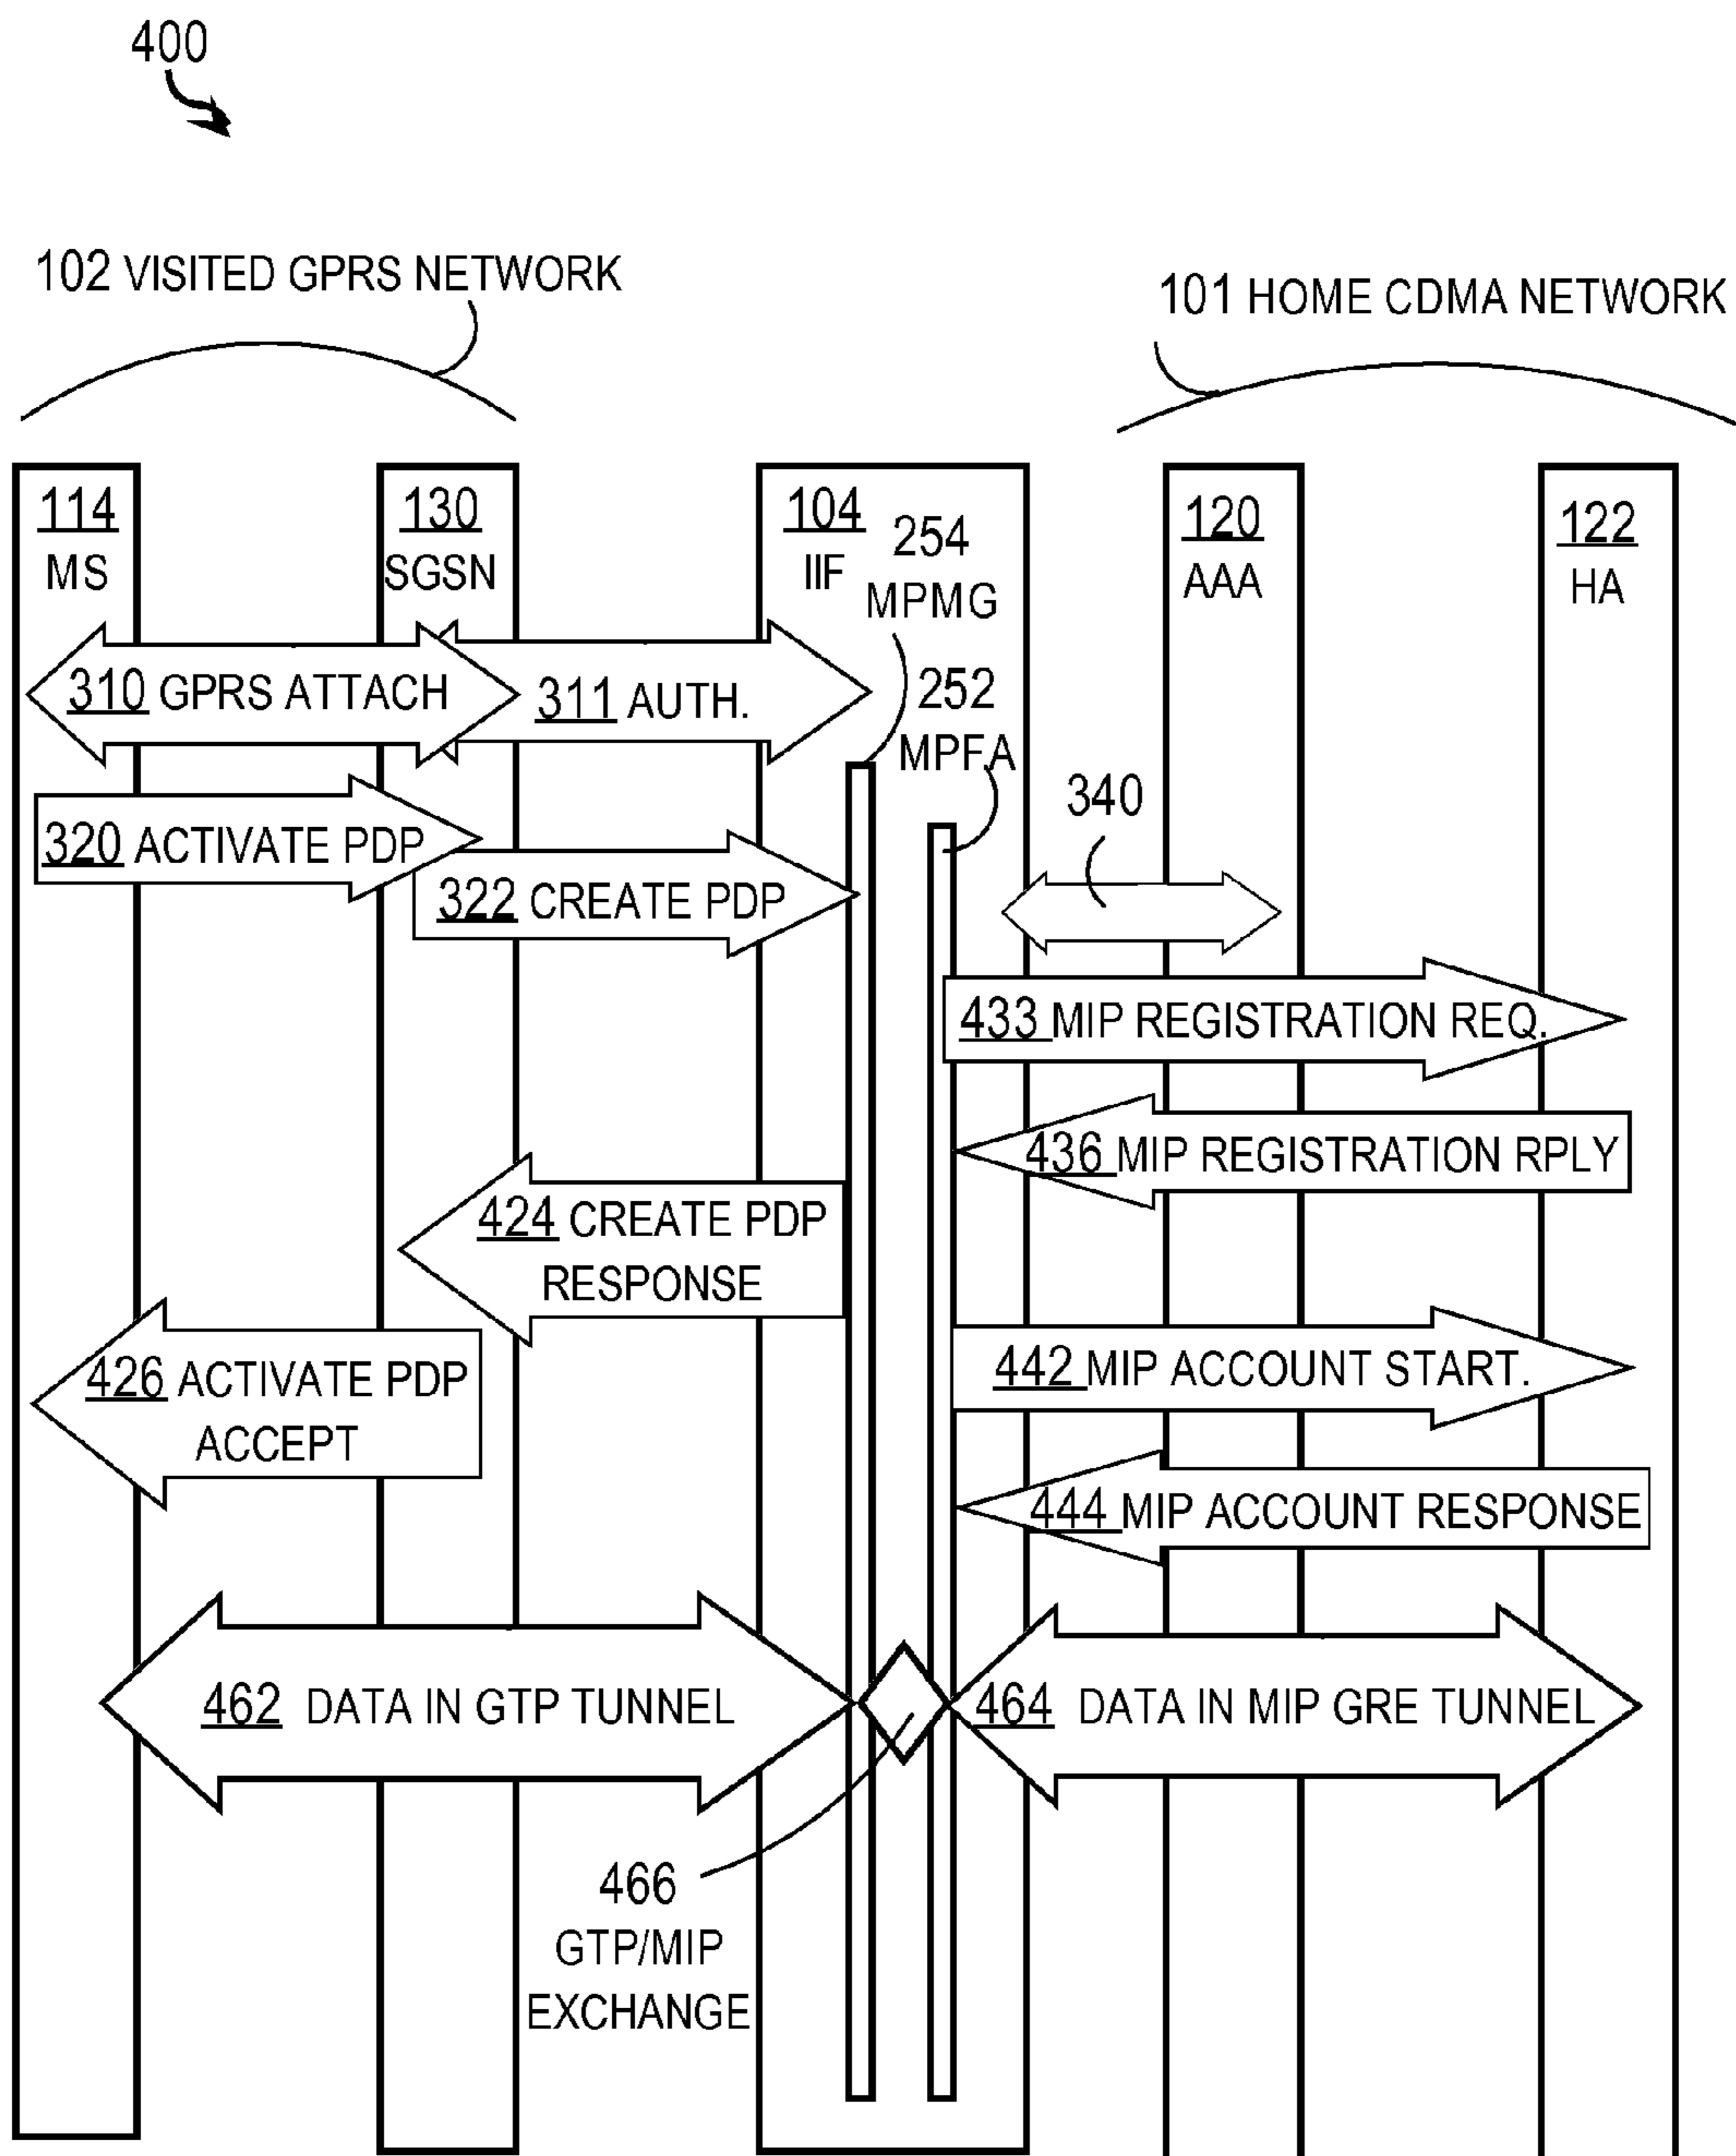 400
102 VISITED GPRS NETWORK
101 HOME CDMA NETWORK
114
MS
130
SGSN
104
IIF
254
MPMG
252
MPFA
120
AAA
122
HA
310 GPRS ATTACH
311 AUTH.
320 ACTIVATE PDP
322 CREATE PDP
340
433 MIP REGISTRATION REQ.
436 MIP REGISTRATION RPLY
424 CREATE PDP
RESPONSE
426 ACTIVATE PDP
ACCEPT
442 MIP ACCOUNT START.
444 MIP ACCOUNT RESPONSE
462 DATA IN GTP TUNNEL
464 DATA IN MIP GRE TUNNEL
466
GTP/MIP
EXCHANGE